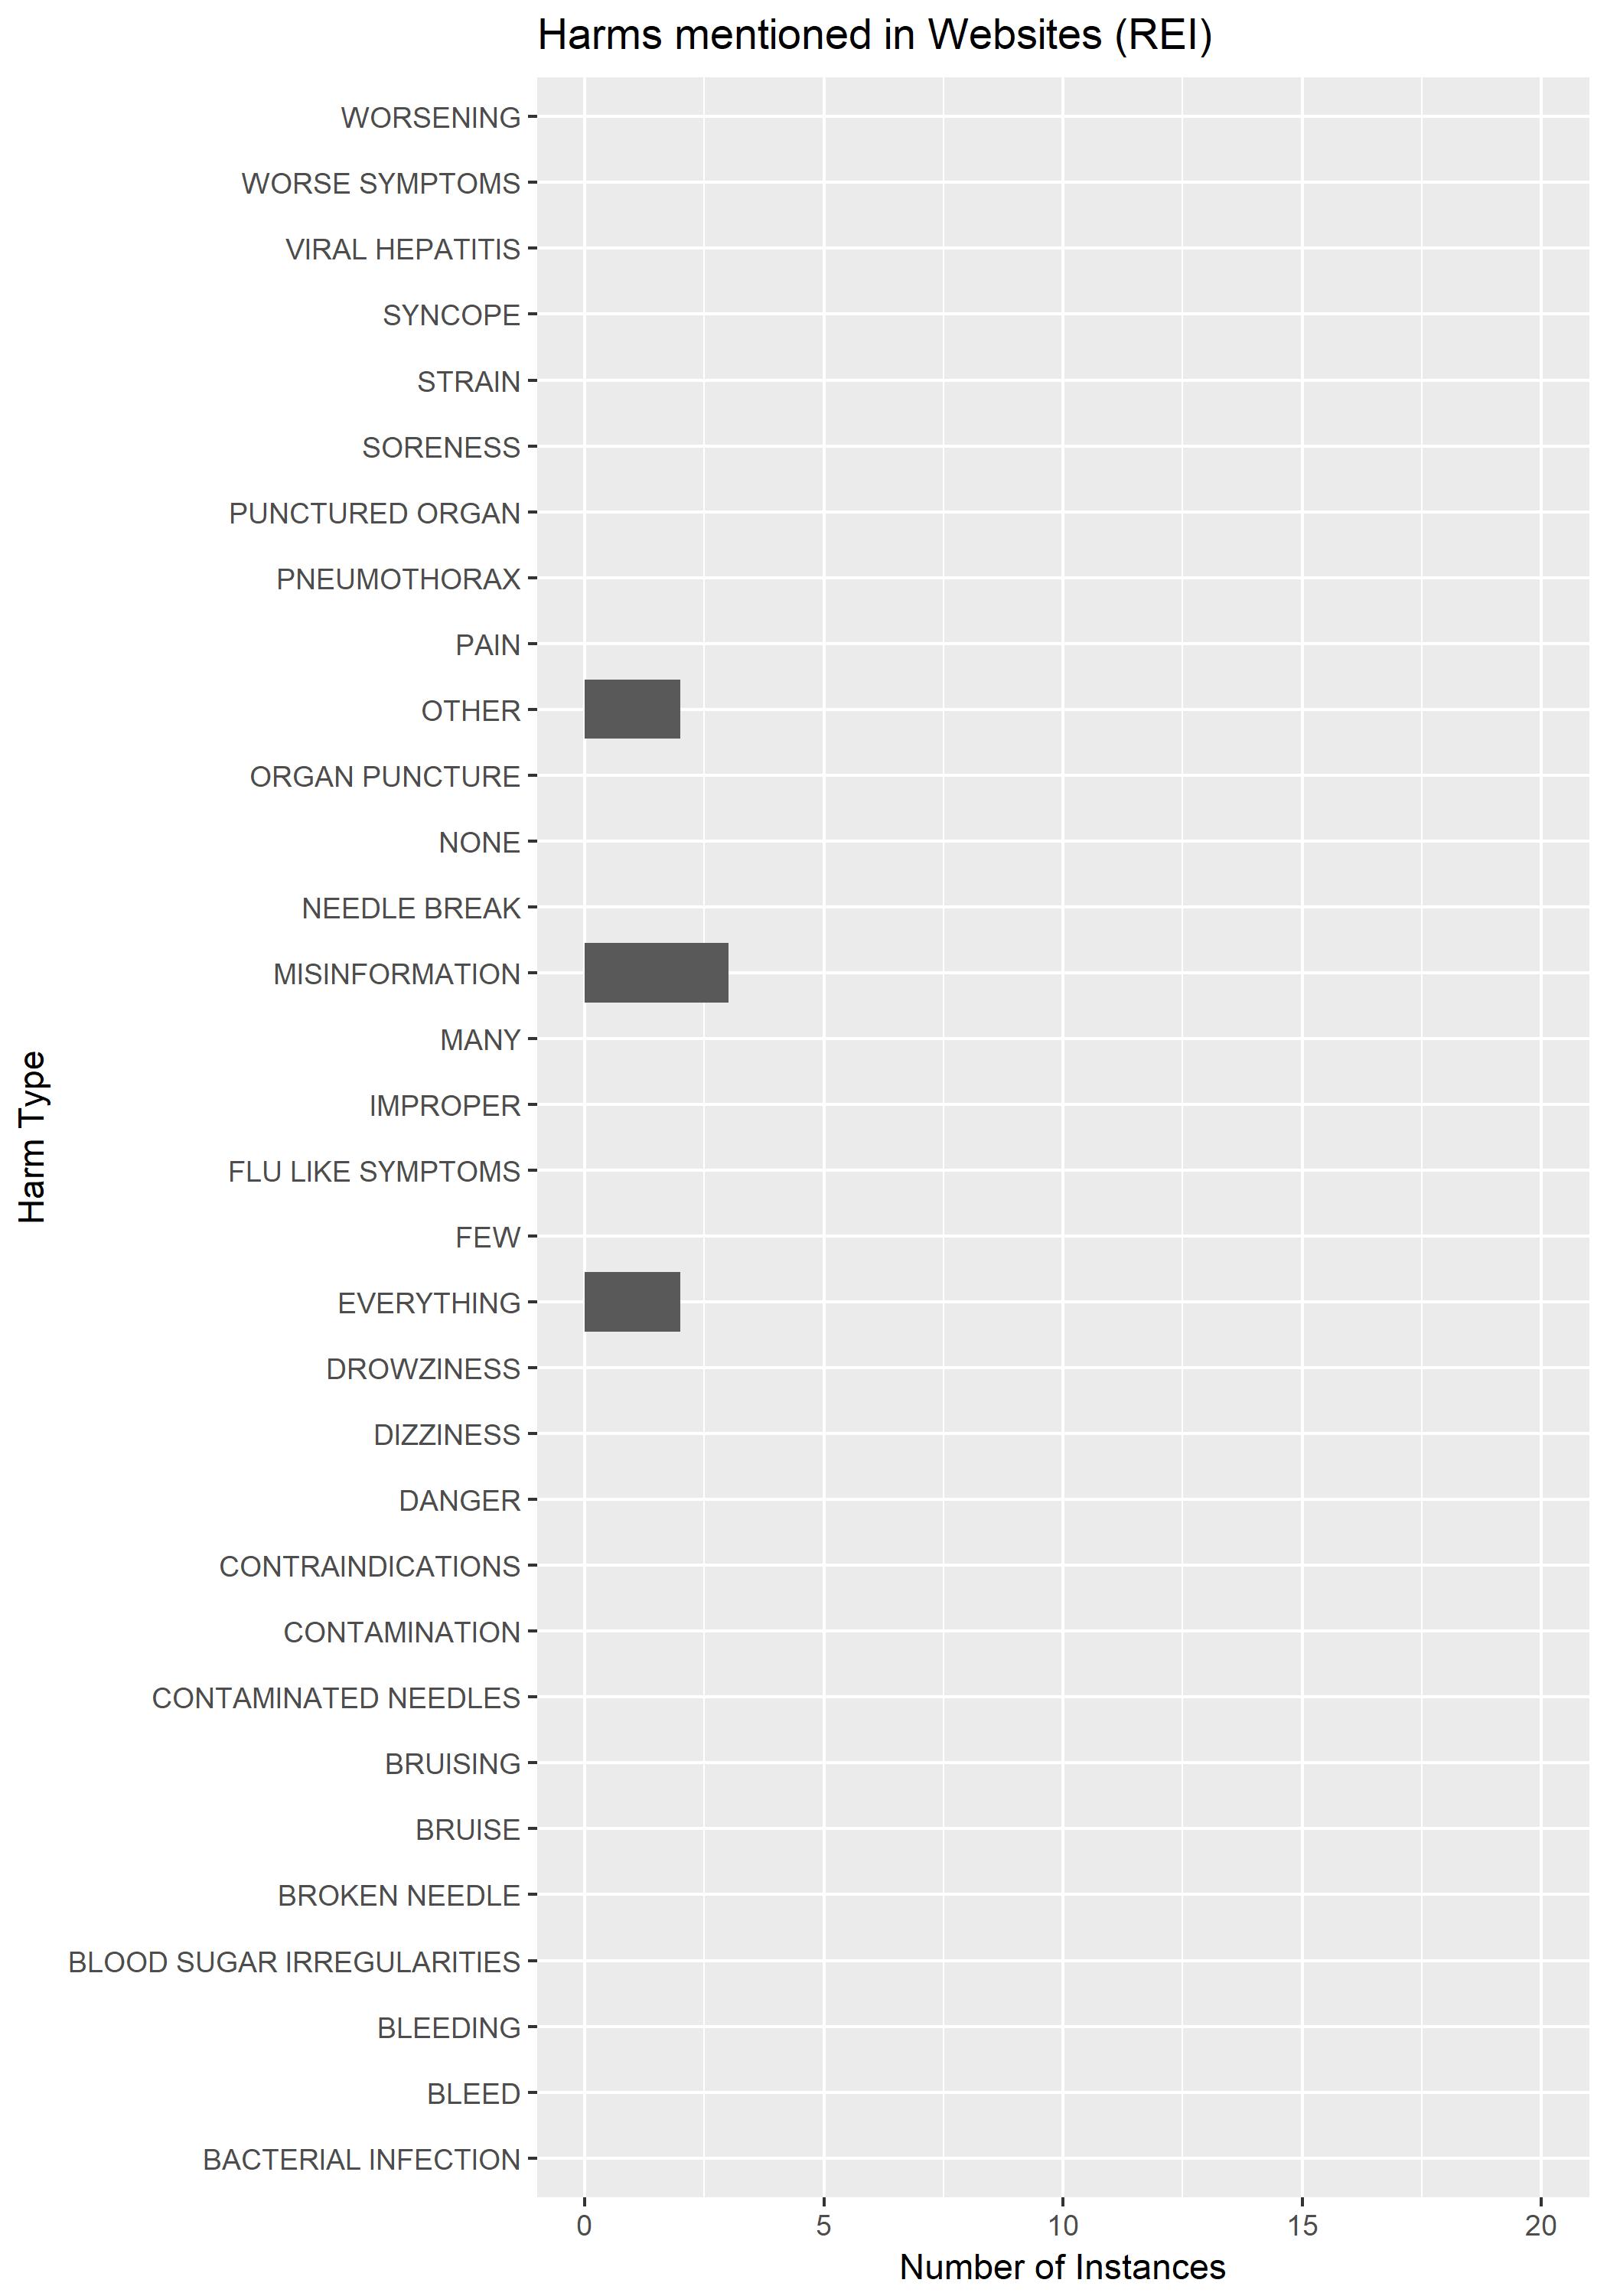 Harms mentioned in Websites (REI)
WORSENING
WORSE SYMPTOMS
VIRAL HEPATITIS
SYNCOPE
STRAIN
SORENESS
PUNCTURED ORGAN
PNEUMOTHORAX
PAIN
OTHER
ORGAN PUNCTURE
NONE
NEEDLE BREAK
MISINFORMATION
MANY
IMPROPER
FLU LIKE SYMPTOMS
FEW
EVERYTHING
DROWZINESS
DIZZINESS
DANGER
CONTRAINDICATIONS
CONTAMINATION
CONTAMINATED NEEDLES
BRUISING
BRUISE
BROKEN NEEDLE
BLOOD SUGAR IRREGULARITIES
BLEEDING
BLEED
BACTERIAL INFECTION
Harm Type
0 5 10 15 20
Number of Instances